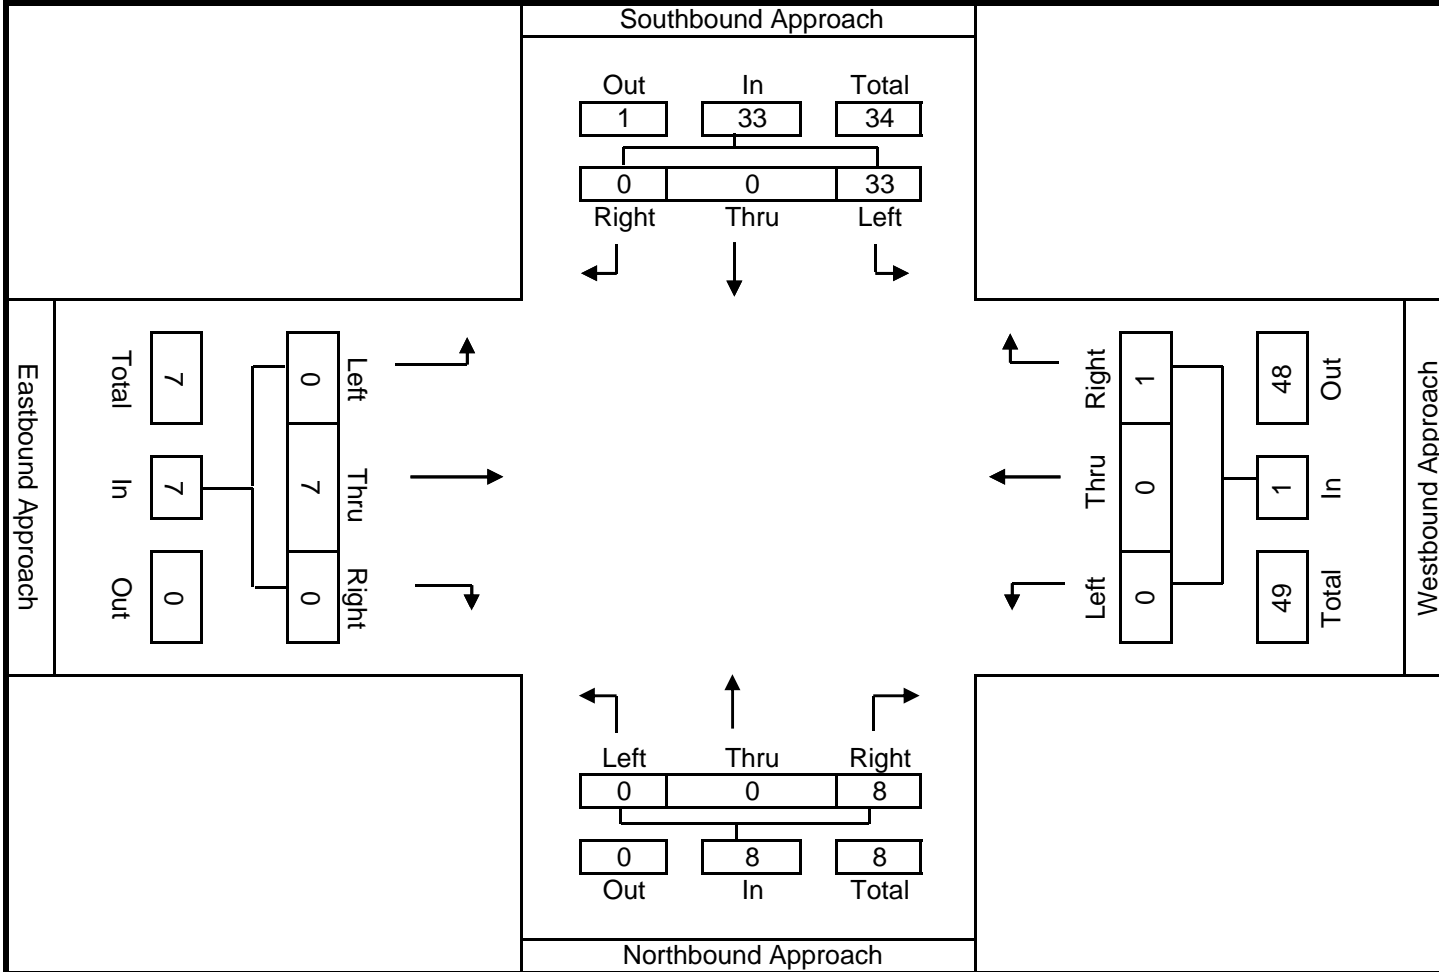 Southbound Approach
Out In Total
1 33 34
0 0 33
Right Thru Left
Eastbound Approach
Total In Out
7 7 0
0 7 0
Left Thru Right
Right Thru Left
1 0 0
48 1 49
Out In Total
Westbound Approach
Left Thru Right
0 0 8
0 8 8
Out In Total
Northbound Approach